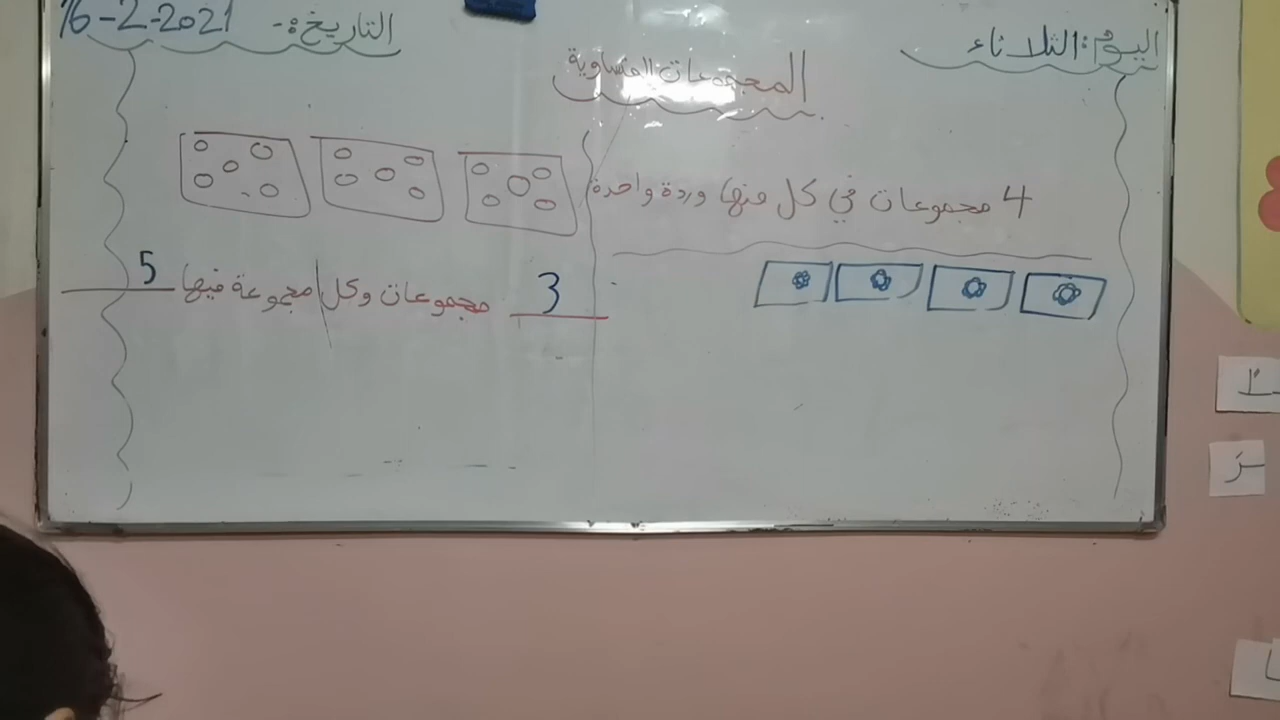 اليوم: الثلاثاء
التاريخ:- 16-2-2021
المجموعات المتساوية
4 مجموعات في كل منها وردة واحدة
3 مجموعات وكل مجموعة فيها 5